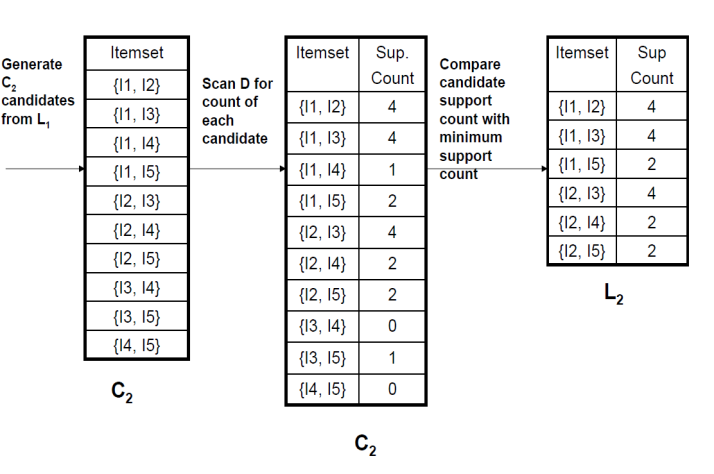 Generate
C2
candidates
from L1
Itemset
{I1, I2}
{I1, I3}
{I1, I4}
{I1, I5}
{I2, I3}
{I2, I4}
{I2, I5}
{I3, I4}
{I3, I5}
{I4, I5}
C2
Scan D for
count of
each
candidate
Itemset Sup.
Count
{I1, I2} 4
{I1, I3} 4
{I1, I4} 1
{I1, I5} 2
{I2, I3} 4
{I2, I4} 2
{I2, I5} 2
{I3, I4} 0
{I3, I5} 1
{I4, I5} 0
C2
Compare
candidate
support
count with
minimum
support
count
Itemset Sup
Count
{I1, I2} 4
{I1, I3} 4
{I1, I5} 2
{I2, I3} 4
{I2, I4} 2
{I2, I5} 2
L2